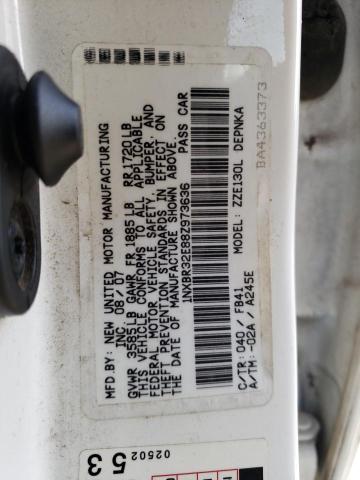 MFD. BY: NEW UNITED MOTOR MANUFACTURING
INC. 08/07
GVWR 3585LB GAWR FR 1885LB RR1720LB
THIS VEHICLE CONFORMS TO ALL APPLICABLE
FEDERAL MOTOR VEHICLE SAFETY, BUMPER, AND
THEFT PREVENTION STANDARDS IN EFFECT ON
THE DATE OF MANUFACTURE SHOWN ABOVE.
1NXBR32E88Z973636 PASS CAR
C/TR: 040 / FB41 MODEL: ZZE130L DEPNKA
A/TM: -02A / A245E
BA4363373
02502
53